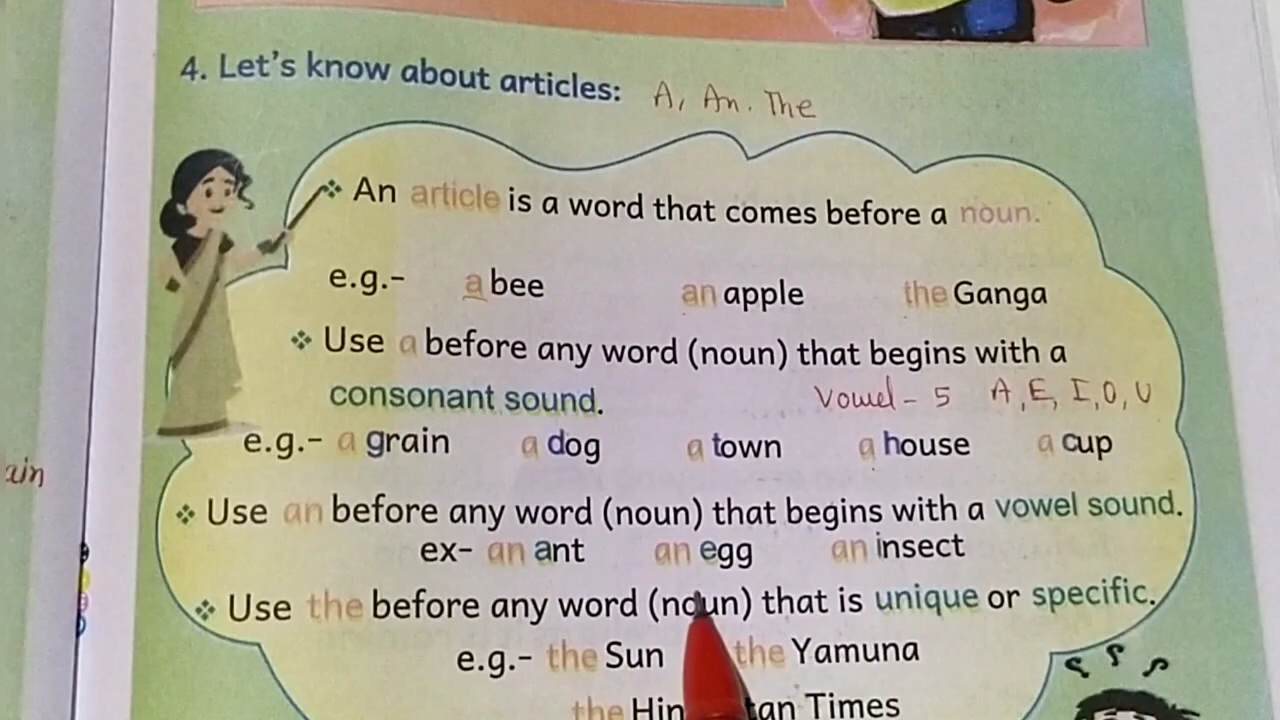 4. Let's know about articles: A, An. The
An article is a word that comes before a noun.
e.g.- a bee an apple the Ganga
Use a before any word (noun) that begins with a
consonant sound. Vowel - 5 A, E, I, O, U
e.g.- a grain a dog a town a house a cup
ain
Use an before any word (noun) that begins with a vowel sound.
ex- an ant an egg an insect
Use the before any word (noun) that is unique or specific.
e.g.- the Sun the Yamuna
the Times